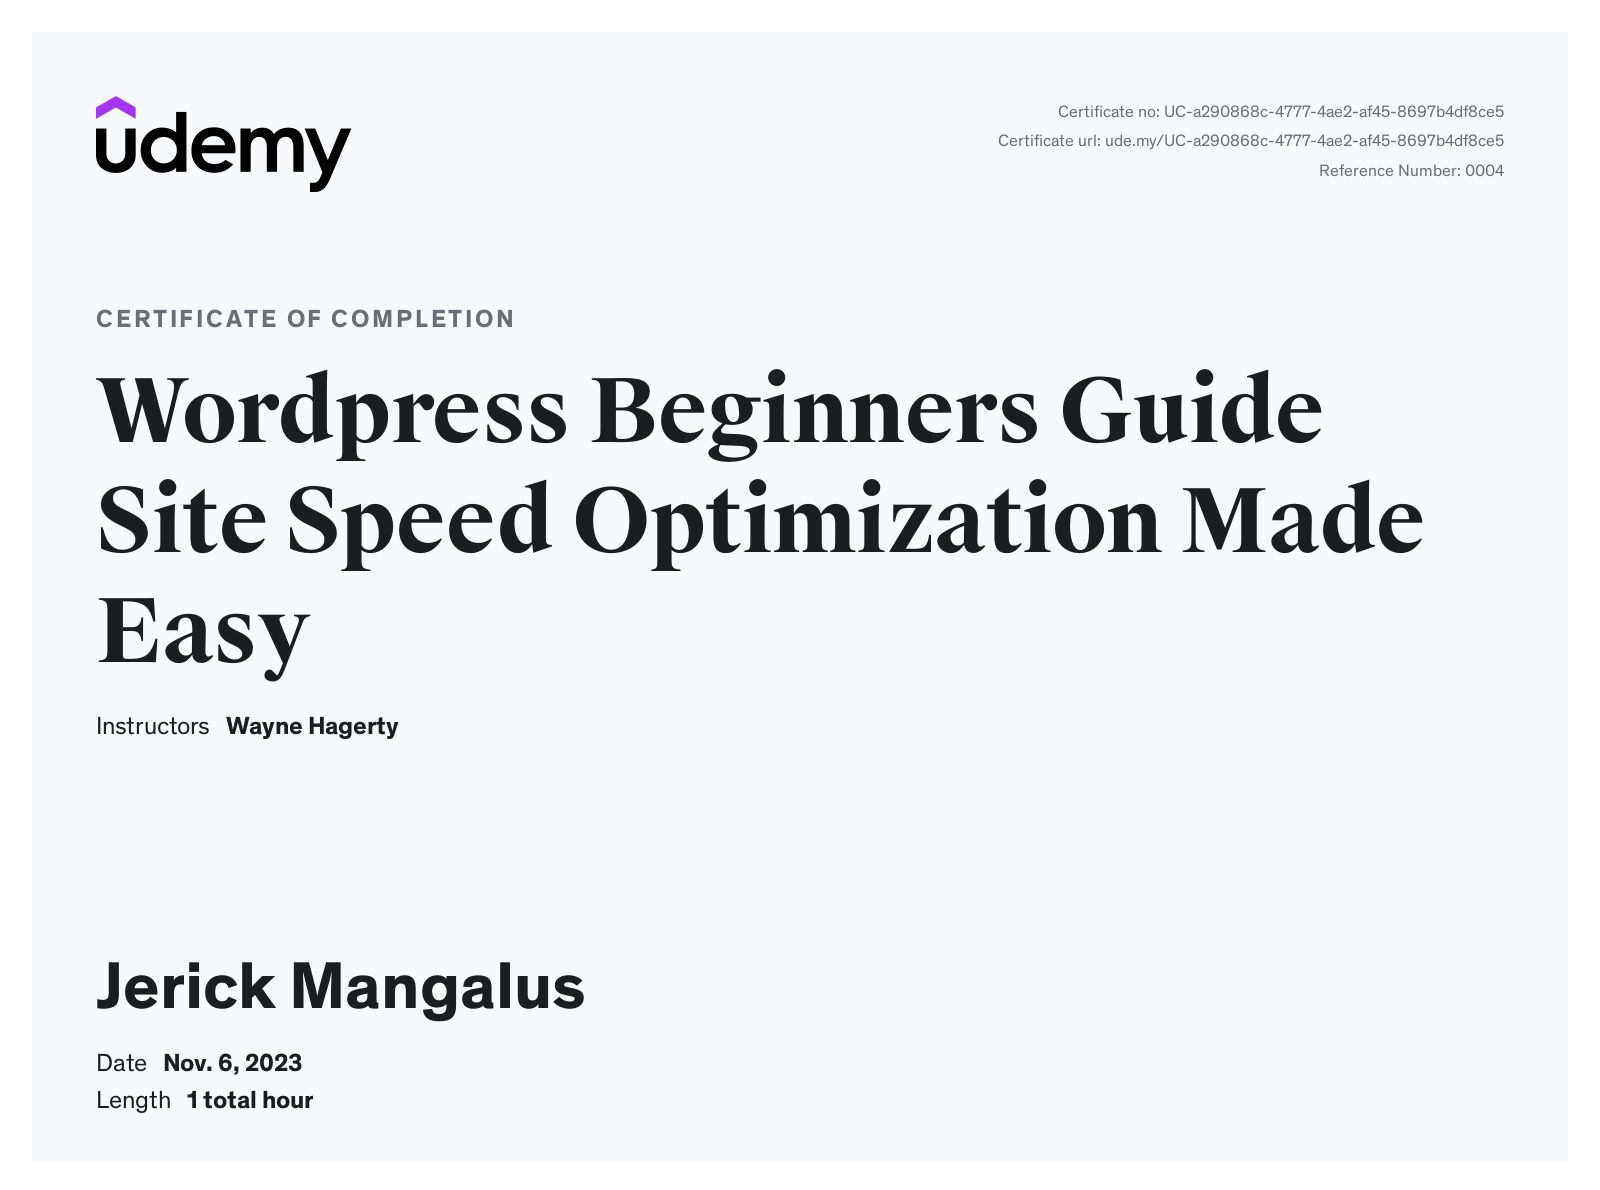 udemy
Certificate no: UC-a290868c-4777-4ae2-af45-8697b4df8ce5
Certificate url: ude.my/UC-a290868c-4777-4ae2-af45-8697b4df8ce5
Reference Number: 0004
CERTIFICATE OF COMPLETION
Wordpress Beginners Guide
Site Speed Optimization Made
Easy
Instructors Wayne Hagerty
Jerick Mangalus
Date Nov. 6, 2023
Length 1 total hour